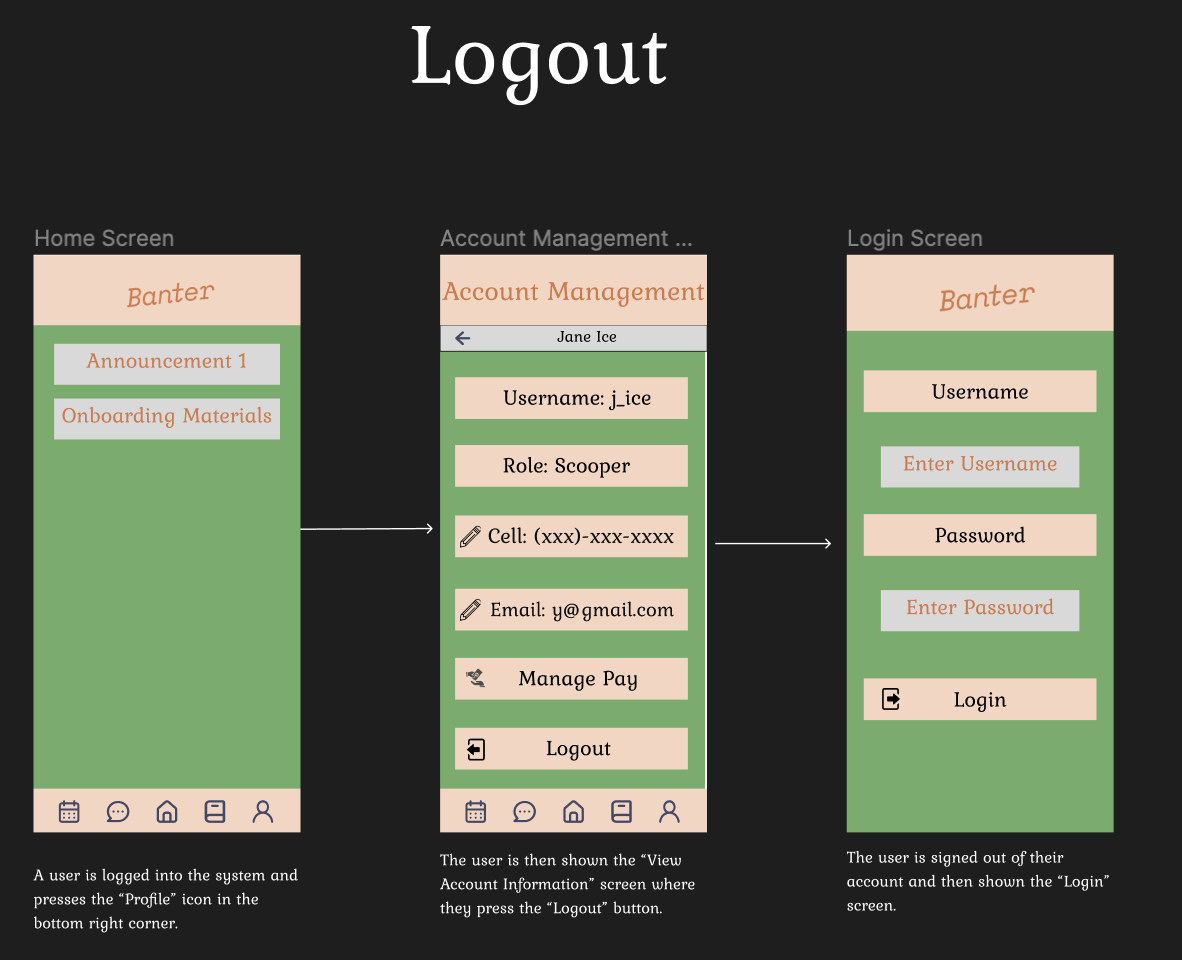 Logout
Home Screen
Banter
Announcement 1
Onboarding Materials
A user is logged into the system and
presses the “Profile” icon in the
bottom right corner.
Account Management ...
Account Management
Jane Ice
Username: j_ice
Role: Scooper
Cell: (xxx)-xxx-xxxx
Email: y@gmail.com
Manage Pay
Logout
The user is then shown the “View
Account Information” screen where
they press the “Logout” button.
Login Screen
Banter
Username
Enter Username
Password
Enter Password
Login
The user is signed out of their
account and then shown the “Login”
screen.